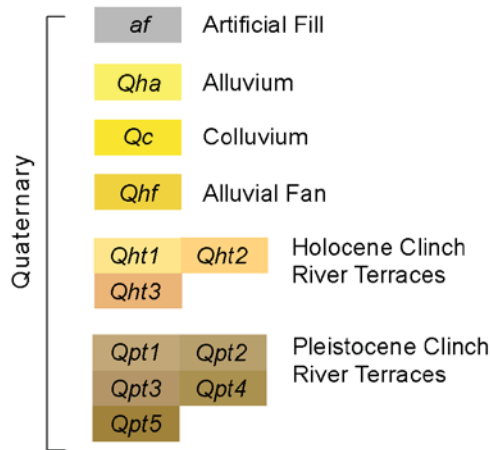 Quaternary
af Artificial Fill
Qha Alluvium
Qc Colluvium
Qhf Alluvial Fan
Qht1 Qht2 Holocene Clinch
Qht3 River Terraces
Qpt1 Qpt2 Pleistocene Clinch
Qpt3 Qpt4 River Terraces
Qpt5